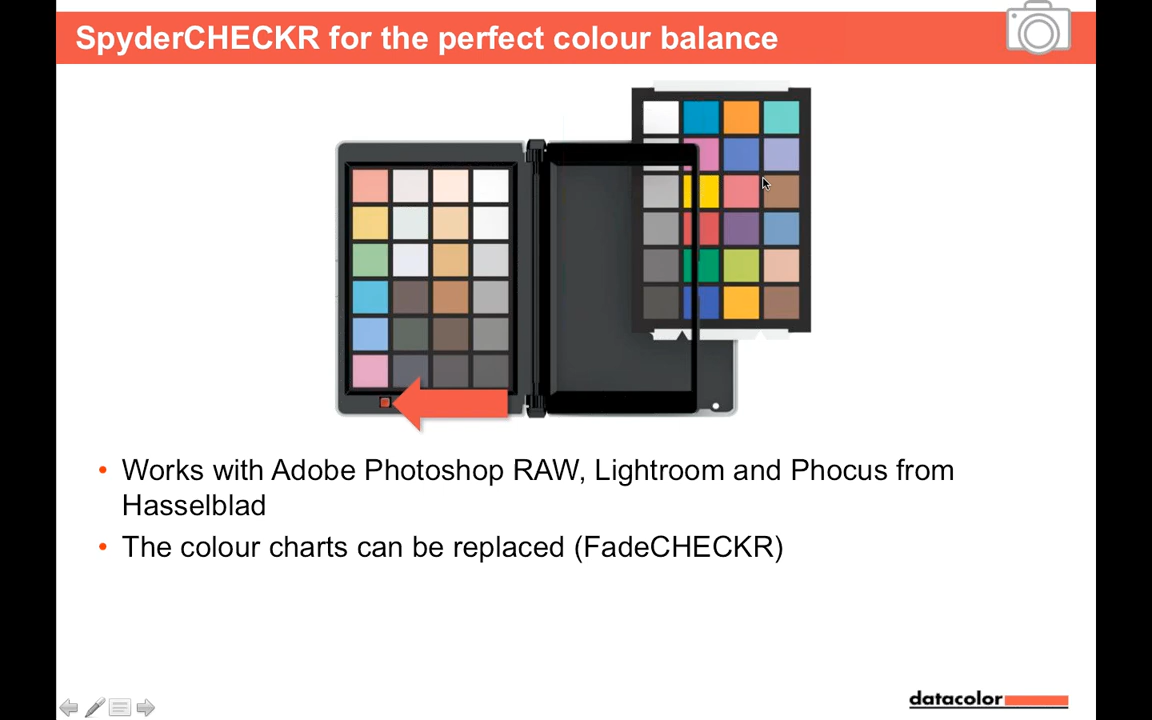 SpyderCHECKR for the perfect colour balance
• Works with Adobe Photoshop RAW, Lightroom and Phocus from
Hasselblad
• The colour charts can be replaced (FadeCHECKR)
datacolor